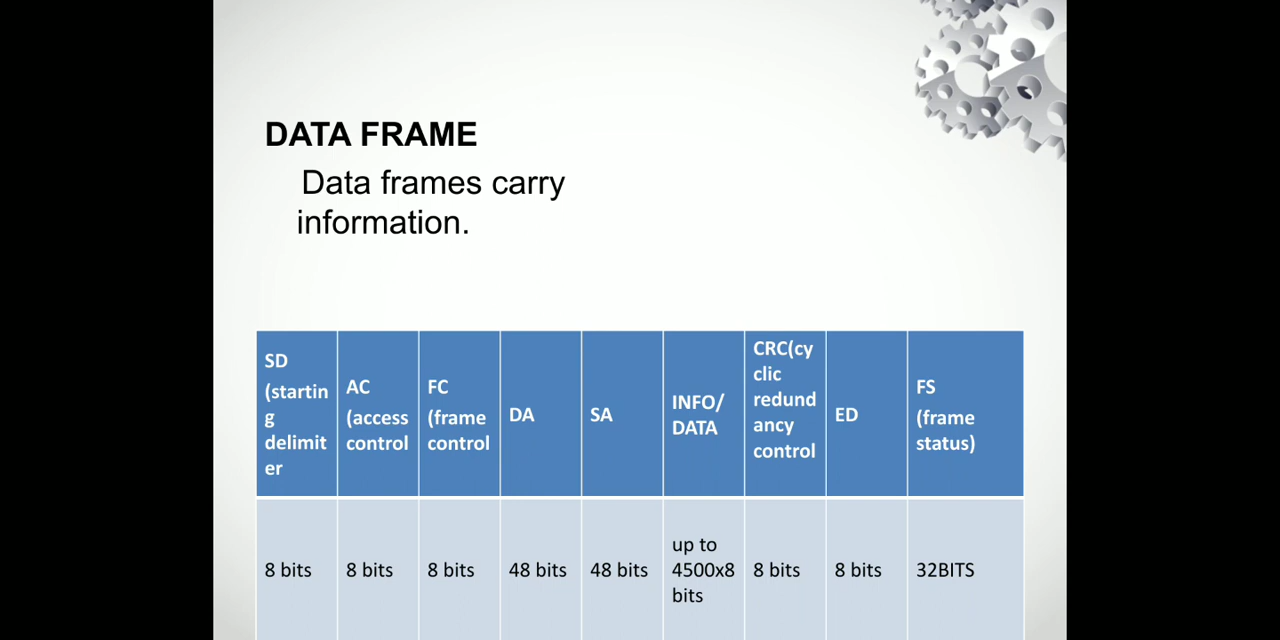 DATA FRAME
Data frames carry
information.
SD
(startin
g
delimit
er
AC
(access
control
FC
(frame
control
DA
SA
INFO/
DATA
CRC(cy
clic
redund
ancy
control
ED
FS
(frame
status)
8 bits
8 bits
8 bits
48 bits
48 bits
up to
4500x8
bits
8 bits
8 bits
32BITS